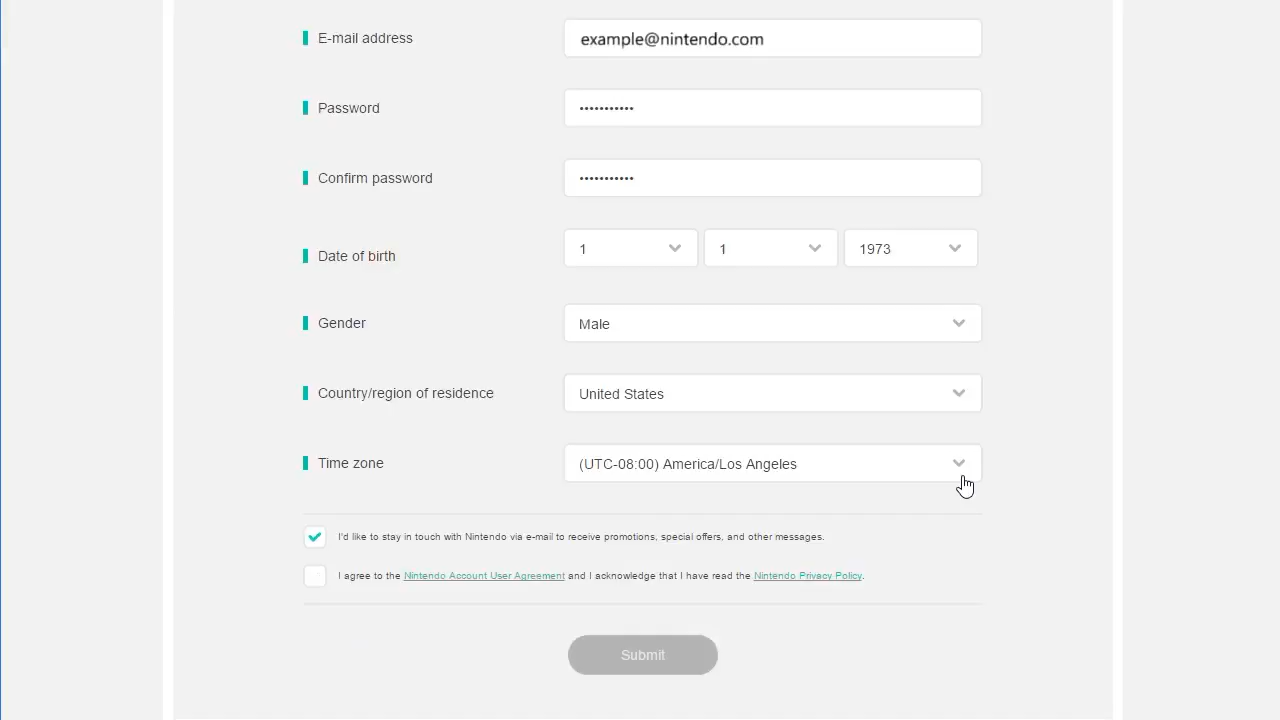 E-mail address example@nintendo.com
Password •••••••••••
Confirm password •••••••••••
Date of birth 1 1 1973
Gender Male
Country/region of residence United States
Time zone (UTC-08:00) America/Los Angeles
I'd like to stay in touch with Nintendo via e-mail to receive promotions, special offers, and other messages.
I agree to the Nintendo Account User Agreement and I acknowledge that I have read the Nintendo Privacy Policy.
Submit